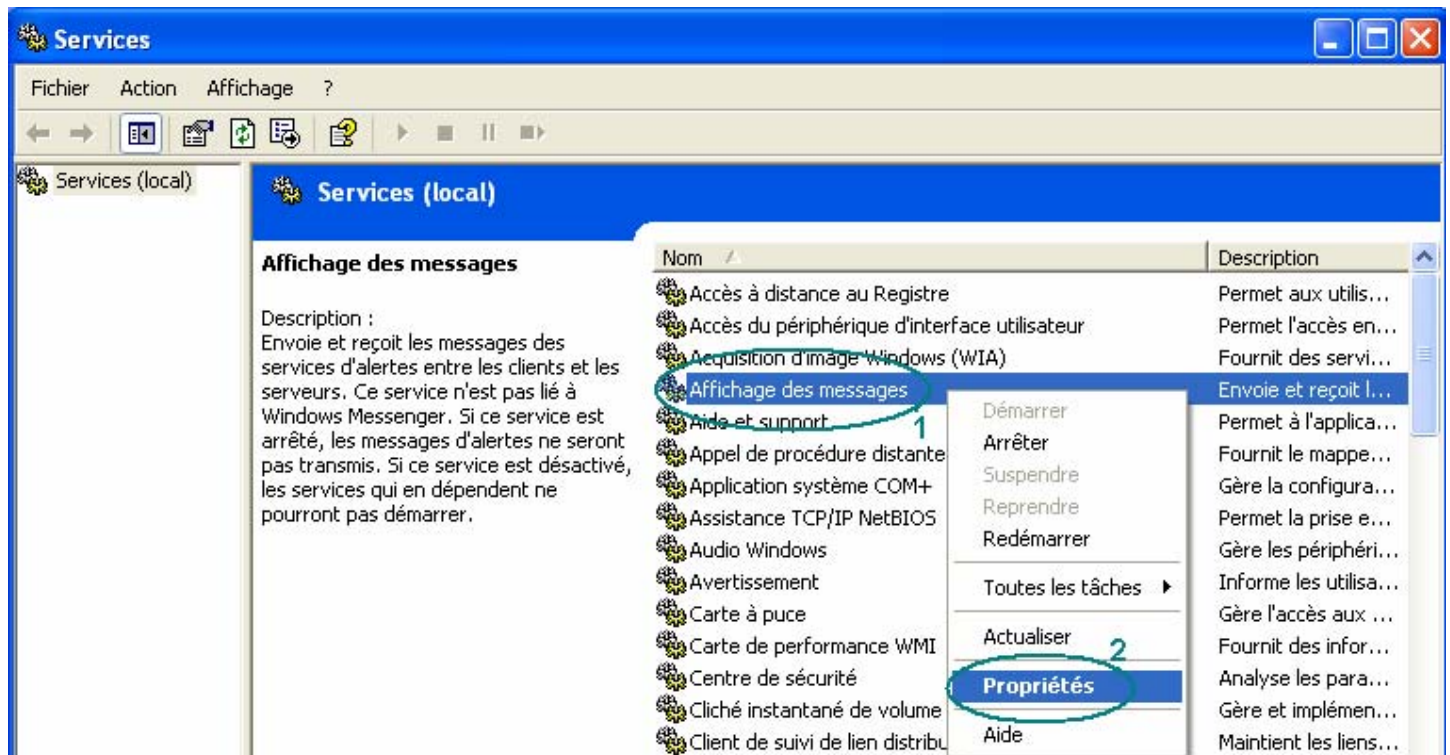 Services
Fichier Action Affichage ?
Services (local)
Services (local)
Affichage des messages
Description :
Envoie et reçoit les messages des
services d'alertes entre les clients et les
serveurs. Ce service n'est pas lié à
Windows Messenger. Si ce service est
arrêté, les messages d'alertes ne seront
pas transmis. Si ce service est désactivé,
les services qui en dépendent ne
pourront pas démarrer.
Nom Description
Accès à distance au Registre Permet aux utilis...
Accès du périphérique d'interface utilisateur Permet l'accès en...
Acquisition d'image Windows (WIA) Fournit des servi...
Affichage des messages Envoie et reçoit l...
Aide et support Permet à l'applica...
Appel de procédure distante Fournit le mappe...
Application système COM+ Gère la configura...
Assistance TCP/IP NetBIOS Permet la prise e...
Audio Windows Gère les périphéri...
Avertissement Informe les utilisa...
Carte à puce Gère l'accès aux ...
Carte de performance WMI Fournit des infor...
Centre de sécurité Analyse les para...
Cliché instantané de volume Gère et implémen...
Client de suivi de lien distribu Maintient les liens...
1
Démarrer
Arrêter
Suspendre
Reprendre
Redémarrer
Toutes les tâches
Actualiser
2
Propriétés
Aide